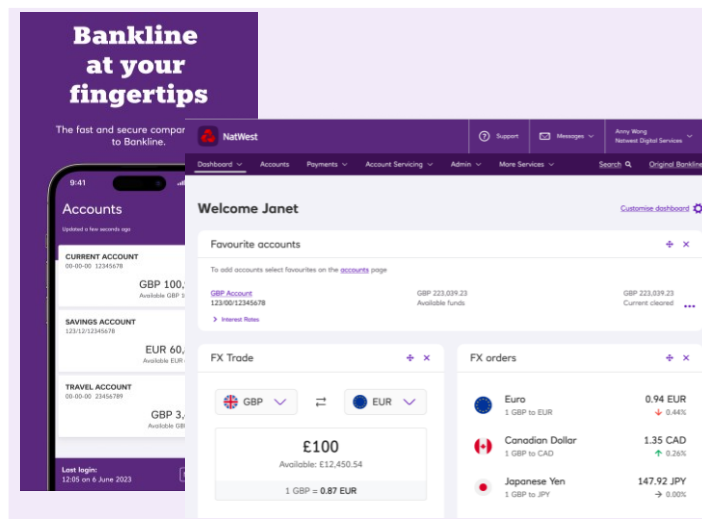 Bankline
at your
fingertips
The fast and secure
to Bankline.
9:41
Accounts
Updated a few seconds ago
CURRENT ACCOUNT
00-00-00 12345678
GBP 100,
Available GBP
SAVINGS ACCOUNT
123/12/12345678
EUR 60,
Available EUR
TRAVEL ACCOUNT
00-00-00 23456789
GBP 3,
Available
Last login:
12:05 on 6 June 2023
NatWest
Support
Messages
Anny Wang
Natwest Digital Services
Dashboard Accounts Payments Account Servicing Admin More Services Search Original Bankline
Welcome Janet
Customise dashboard
Favourite accounts
To add accounts select favourites on the accounts page
GBP Account GBP 223,039.23 GBP 223,039.23
123/00/12345678 Available funds Current cleared
Interest Rates
FX Trade
GBP EUR
£100
Available: £12,450.54
1 GBP = 0.87 EUR
FX orders
Euro 0.94 EUR
1 GBP to EUR 0.44%
Canadian Dollar 1.35 CAD
1 GBP to CAD 0.26%
Japanese Yen 147.92 JPY
1 GBP to JPY 0.00%